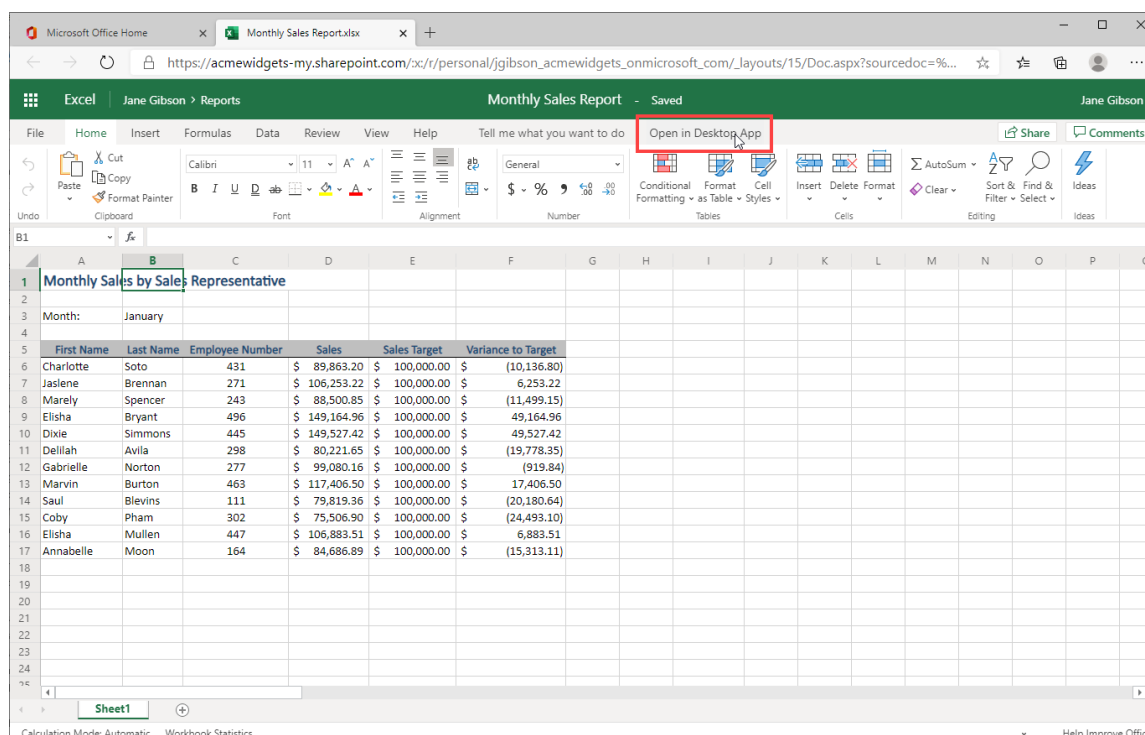 Microsoft Office Home Monthly Sales Report.xlsx
https://acmewidgets-my.sharepoint.com/:x:/r/personal/jgibson_acmewidgets_onmicrosoft_com/_layouts/15/Doc.aspx?sourcedoc=%...
Excel Jane Gibson > Reports Monthly Sales Report - Saved Jane Gibson
File Home Insert Formulas Data Review View Help Tell me what you want to do Open in Desktop App Share Comments
Paste Cut Copy Format Painter
Calibri 11 A^ A˅
B I U D ab A
ab General $ % 9 .00 .00
Conditional Formatting Format as Table Cell Styles
Insert Delete Format
AutoSum Clear Sort & Filter Find & Select Ideas
Undo Clipboard Font Alignment Number Tables Cells Editing Ideas
B1 fx
A B C D E F G H I J K L M N O P
1 Monthly Sales by Sales Representative
2
3 Month: January
4
5 First Name Last Name Employee Number Sales Sales Target Variance to Target
6 Charlotte Soto 431 $ 89,863.20 $ 100,000.00 $ (10,136.80)
7 Jaslene Brennan 271 $ 106,253.22 $ 100,000.00 $ 6,253.22
8 Marely Spencer 243 $ 88,500.85 $ 100,000.00 $ (11,499.15)
9 Elisha Bryant 496 $ 149,164.96 $ 100,000.00 $ 49,164.96
10 Dixie Simmons 445 $ 149,527.42 $ 100,000.00 $ 49,527.42
11 Delilah Avila 298 $ 80,221.65 $ 100,000.00 $ (19,778.35)
12 Gabrielle Norton 277 $ 99,080.16 $ 100,000.00 $ (919.84)
13 Marvin Burton 463 $ 117,406.50 $ 100,000.00 $ 17,406.50
14 Saul Blevins 111 $ 79,819.36 $ 100,000.00 $ (20,180.64)
15 Coby Pham 302 $ 75,506.90 $ 100,000.00 $ (24,493.10)
16 Elisha Mullen 447 $ 106,883.51 $ 100,000.00 $ 6,883.51
17 Annabelle Moon 164 $ 84,686.89 $ 100,000.00 $ (15,313.11)
18
19
20
21
22
23
24
25
Sheet1
Calculation Mode: Automatic Workbook Statistics Help Improve Offic